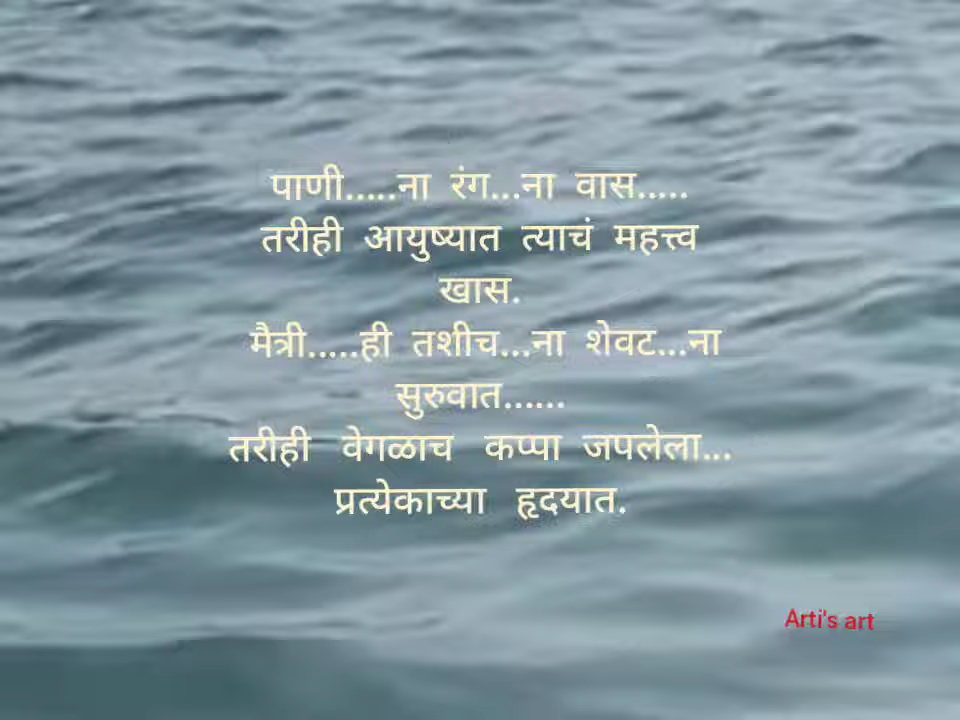 पाणी.....ना रंग...ना वास.....
तरीही आयुष्यात त्याचं महत्त्व
खास.
मैत्री.....ही तशीच...ना शेवट...ना
सुरुवात......
तरीही वेगळाच कप्पा जपलेला...
प्रत्येकाच्या हृदयात.
Arti's art